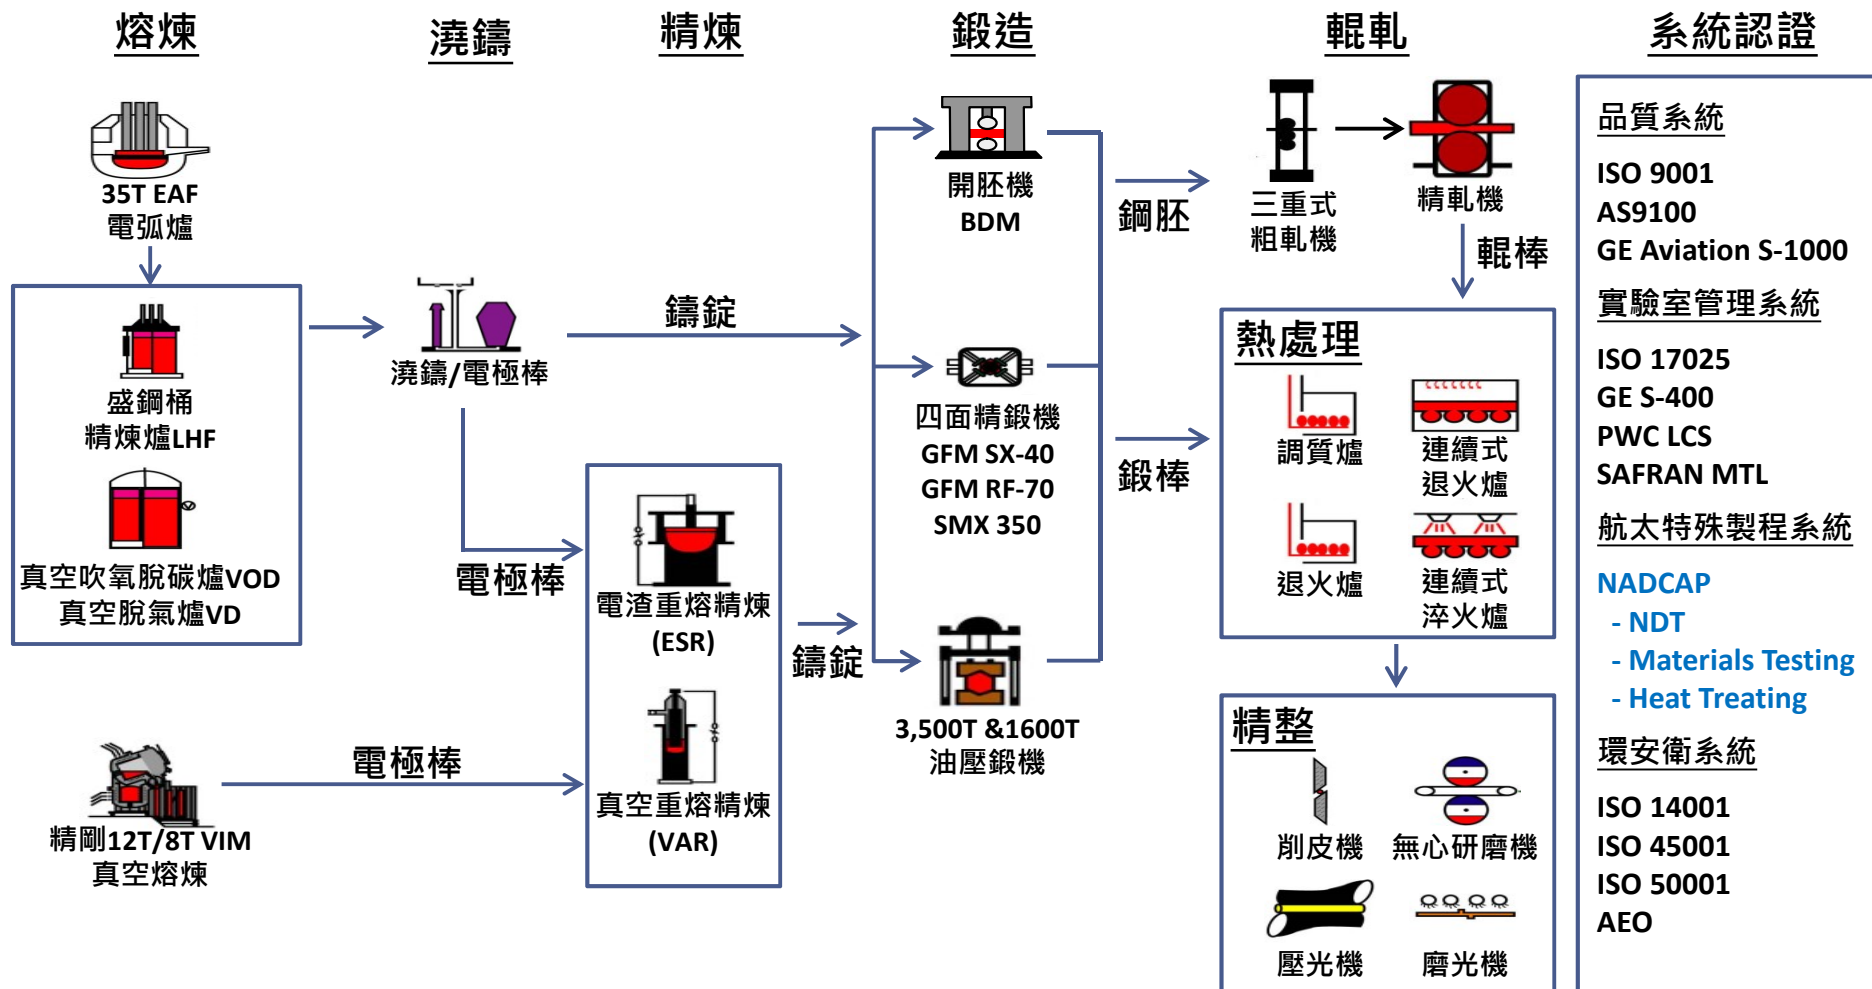 熔煉
澆鑄
精煉
鍛造
輥軋
系統認證
35T EAF
電弧爐
盛鋼桶
精煉爐LHF
真空吹氧脫碳爐VOD
真空脫氣爐VD
精剛12T/8T VIM
真空熔煉
澆鑄/電極棒
鑄錠
電極棒
電極棒
電渣重熔精煉
(ESR)
真空重熔精煉
(VAR)
鑄錠
開胚機
BDM
四面精鍛機
GFM SX-40
GFM RF-70
SMX 350
3,500T &1600T
油壓鍛機
鋼胚
鍛棒
三重式
粗軋機
精軋機
輥棒
熱處理
調質爐
連續式
退火爐
退火爐
連續式
淬火爐
精整
削皮機
無心研磨機
壓光機
磨光機
品質系統
ISO 9001
AS9100
GE Aviation S-1000
實驗室管理系統
ISO 17025
GE S-400
PWC LCS
SAFRAN MTL
航太特殊製程系統
NADCAP
- NDT
- Materials Testing
- Heat Treating
環安衛系統
ISO 14001
ISO 45001
ISO 50001
AEO